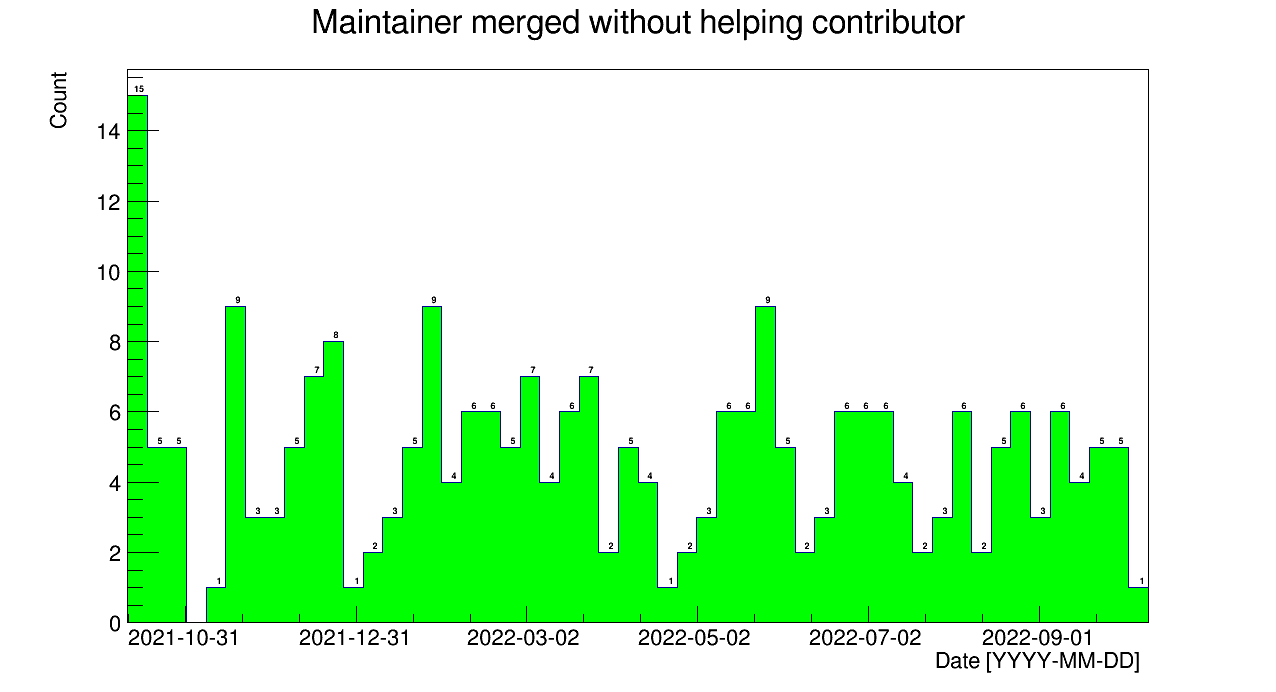 Maintainer merged without helping contributor
Count
15
14
12
10
9 9 9
8 8
7 7 7 7
6 6 6 6 6 6 6 6 6 6 6 6
5 5 5 5 5 5 5 5 5 5
4 4 4 4 4 4
3 3 3 3 3 3 3
2 2 2 2 2 2 2
1 1 1 1
0
2021-10-31 2021-12-31 2022-03-02 2022-05-02 2022-07-02 2022-09-01
Date [YYYY-MM-DD]